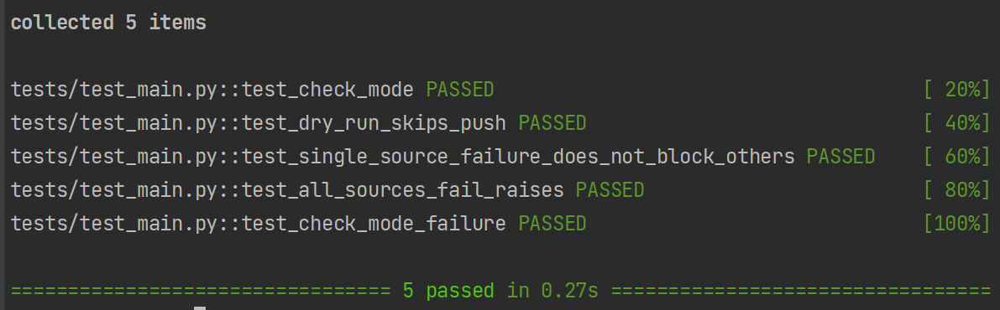 collected 5 items
tests/test_main.py::test_check_mode PASSED [ 20%]
tests/test_main.py::test_dry_run_skips_push PASSED [ 40%]
tests/test_main.py::test_single_source_failure_does_not_block_others PASSED [ 60%]
tests/test_main.py::test_all_sources_fail_raises PASSED [ 80%]
tests/test_main.py::test_check_mode_failure PASSED [100%]
================================= 5 passed in 0.27s =================================